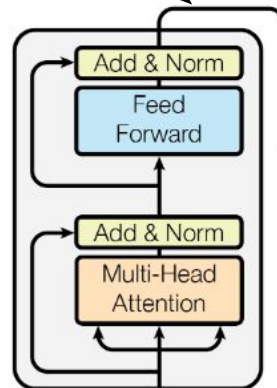 Add & Norm
Feed
Forward
Add & Norm
Multi-Head
Attention